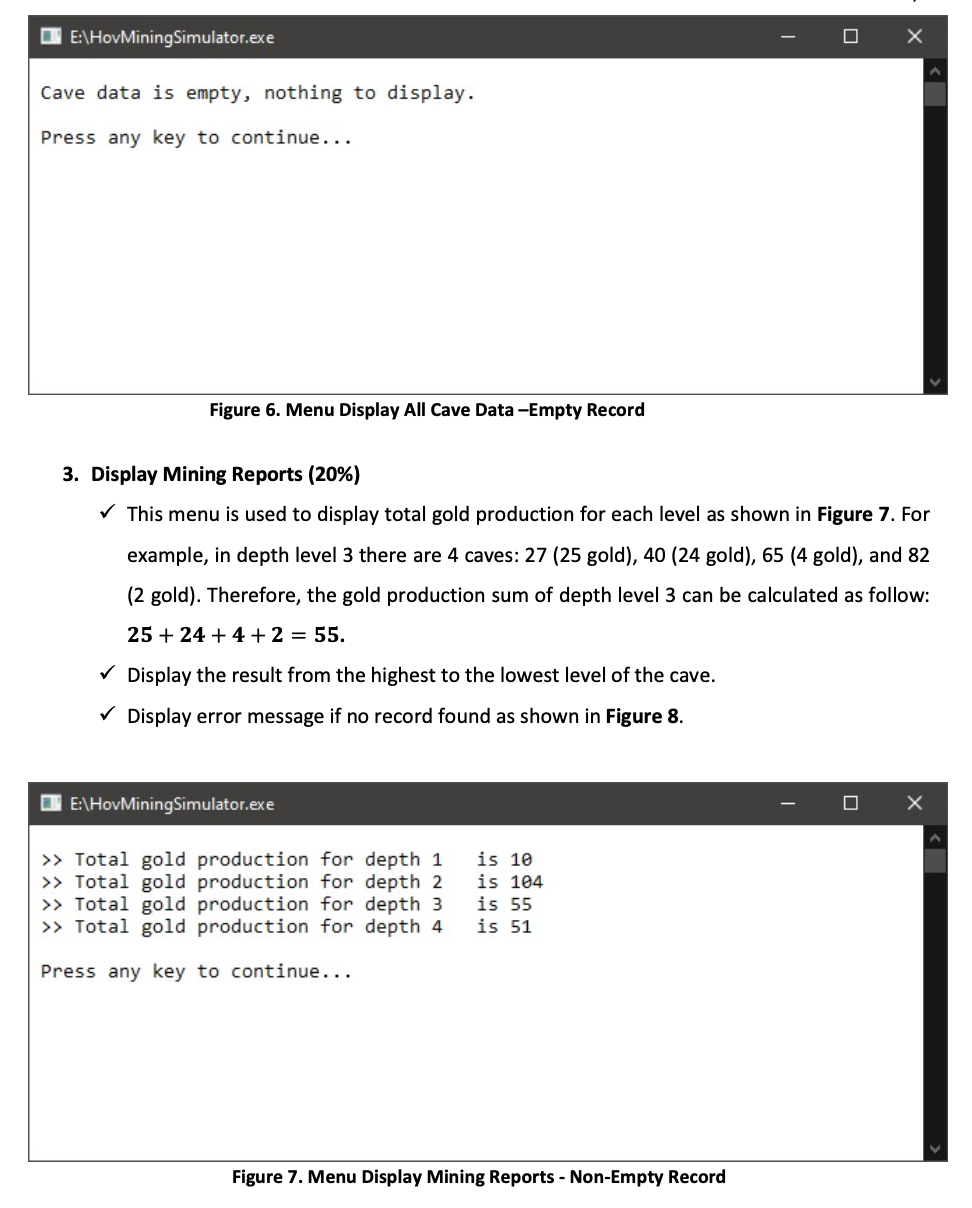 E:\HovMiningSimulator.exe
Cave data is empty, nothing to display.
Press any key to continue...
Figure 6. Menu Display All Cave Data –Empty Record
3. Display Mining Reports (20%)
✓ This menu is used to display total gold production for each level as shown in Figure 7. For
example, in depth level 3 there are 4 caves: 27 (25 gold), 40 (24 gold), 65 (4 gold), and 82
(2 gold). Therefore, the gold production sum of depth level 3 can be calculated as follow:
25 + 24 + 4 + 2 = 55.
✓ Display the result from the highest to the lowest level of the cave.
✓ Display error message if no record found as shown in Figure 8.
E:\HovMiningSimulator.exe
>> Total gold production for depth 1 is 10
>> Total gold production for depth 2 is 104
>> Total gold production for depth 3 is 55
>> Total gold production for depth 4 is 51
Press any key to continue...
Figure 7. Menu Display Mining Reports - Non-Empty Record